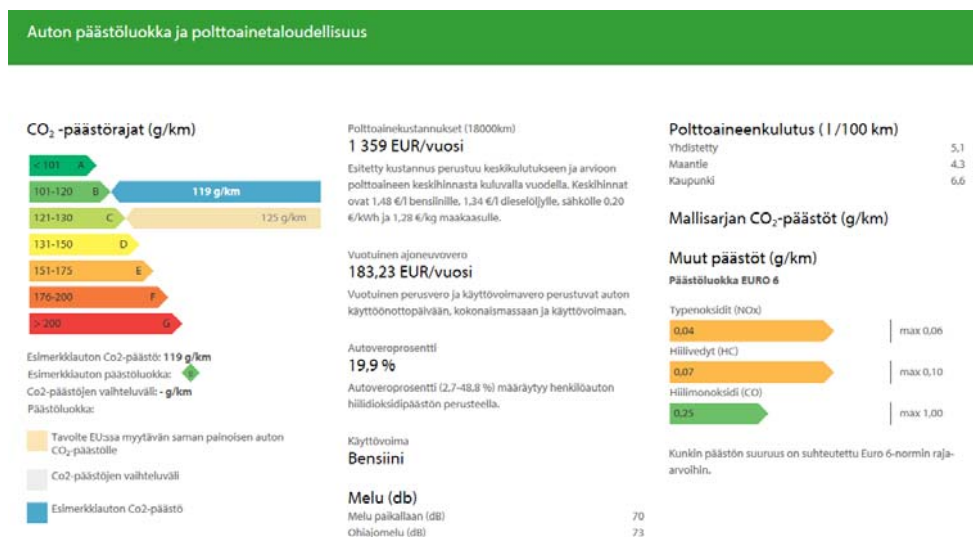 Auton päästöluokka ja polttoainetaloudellisuus
CO₂ -päästörajat (g/km)
< 101 A
101-120 B 119 g/km
121-130 C 125 g/km
131-150 D
151-175 E
176-200 F
> 200 G
Esimerkkiauton Co2-päästö: 119 g/km
Esimerkkiauton päästöluokka: B
Co2-päästöjen vaihteluväli: - g/km
Päästöluokka:
Tavoite EU:ssa myytävän saman painoisen auton
CO₂-päästölle
Co2-päästöjen vaihteluväli
Esimerkkiauton Co2-päästö
Polttoainekustannukset (18000km)
1 359 EUR/vuosi
Esitetty kustannus perustuu keskikulutukseen ja arvioon
polttoaineen keskihinnasta kuluvalla vuodella. Keskihinnat
ovat 1,48 €/l bensiinille, 1,34 €/l dieselöljylle, sähkölle 0.20
€/kWh ja 1,28 €/kg maakaasulle.
Vuotuinen ajoneuvovero
183,23 EUR/vuosi
Vuotuinen perusvero ja käyttövoimavero perustuvat auton
käyttöönottopäivään, kokonaismassaan ja käyttövoimaan.
Autoveroprosentti
19,9 %
Autoveroprosentti (2,7-48,8 %) määräytyy henkilöauton
hiilidioksidipäästön perusteella.
Käyttövoima
Bensiini
Melu (db)
Melu paikallaan (dB) 70
Ohiajomelu (dB) 73
Polttoaineenkulutus ( l /100 km)
Yhdistetty 5,1
Maantie 4,3
Kaupunki 6,6
Mallisarjan CO₂-päästöt (g/km)
Muut päästöt (g/km)
Päästöluokka EURO 6
Typenoksidit (NOx)
0,04 max 0,06
Hiilivedyt (HC)
0,07 max 0,10
Hiilimonoksidi (CO)
0,25 max 1,00
Kunkin päästön suuruus on suhteutettu Euro 6-normin raja-
arvoihin.